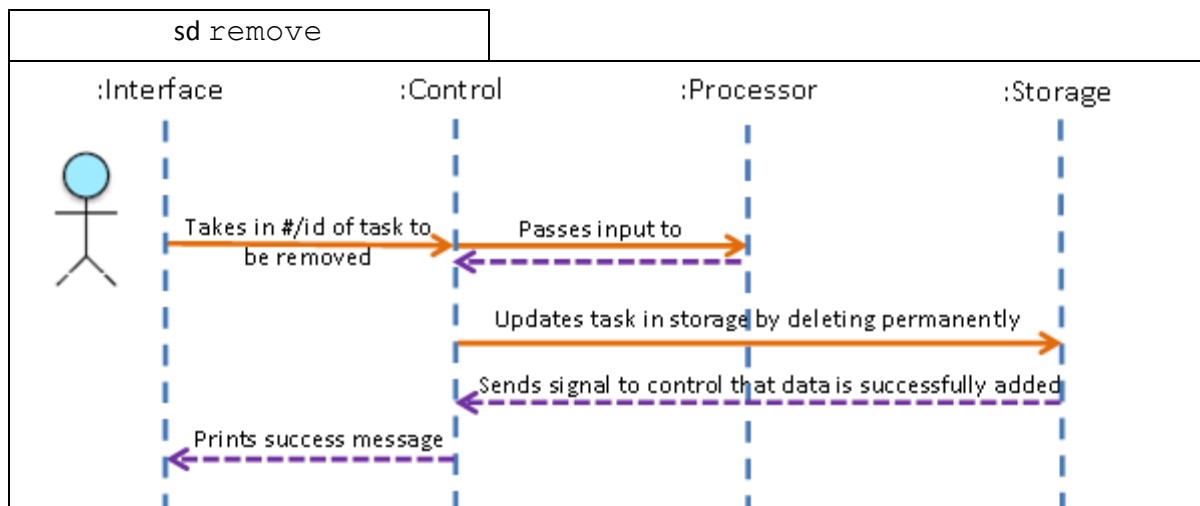 sd remove
:Interface :Control :Processor :Storage
Takes in #/id of task to
be removed
Passes input to
Updates task in storage by deleting permanently
Sends signal to control that data is successfully added
Prints success message